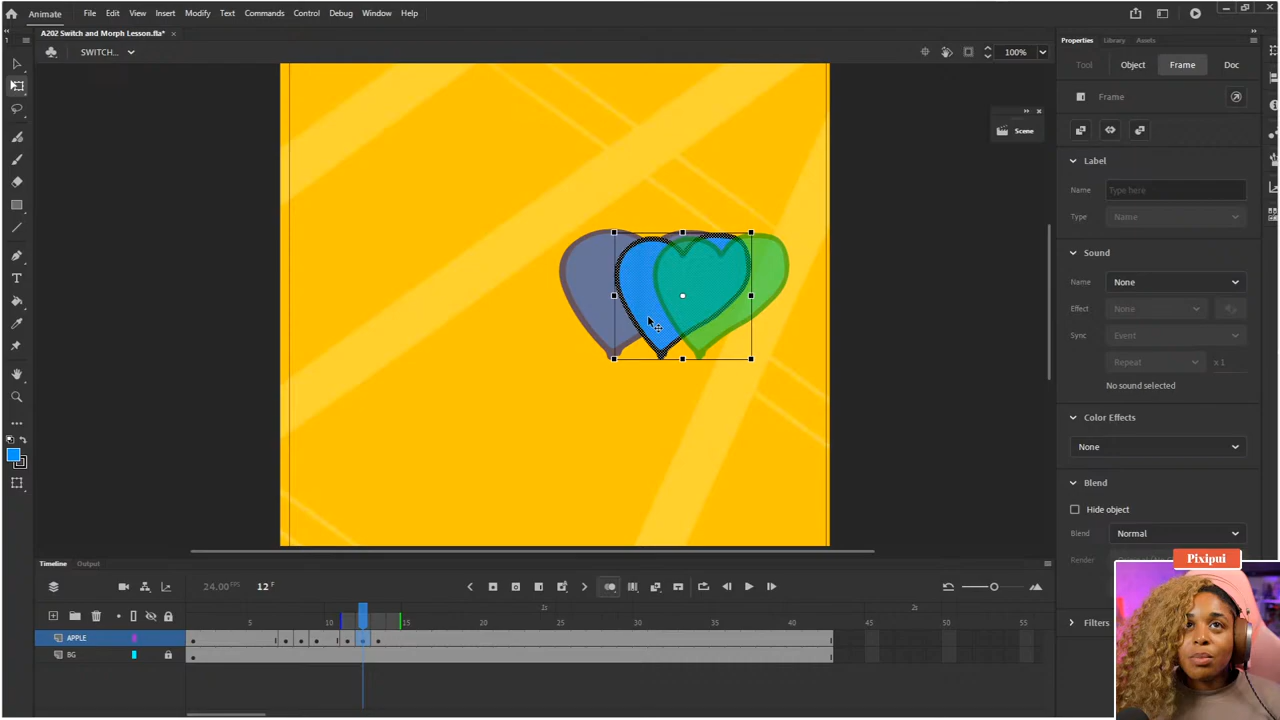 Animate File Edit View Insert Modify Text Commands Control Debug Window Help
A202 Switch and Morph Lesson.fla*
SWITCH...
100%
Properties Library Assets
Tool Object Frame Doc
Frame
Scene
Label
Name Type here
Type Name
Sound
Name None
Effect None
Sync Event
Repeat x 1
No sound selected
Color Effects
None
Blend
Hide object
Blend Normal
Render
Filters
Pixipui
Timeline Output
24.00 FPS 12 F
1s 2s
5 10 15 20 25 30 35 40 45 50 55
APPLE
BG